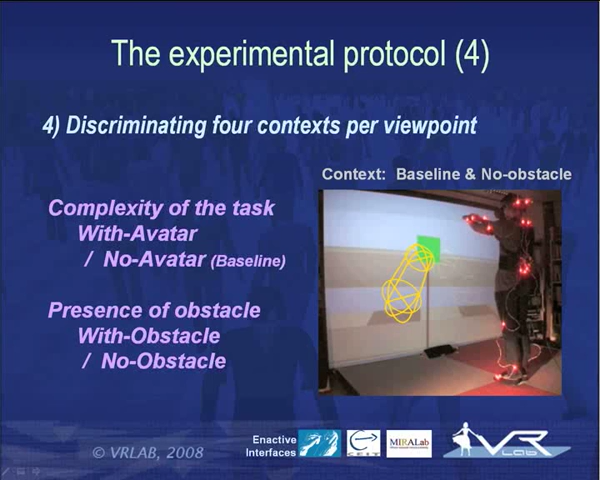 The experimental protocol (4)
4) Discriminating four contexts per viewpoint
Context: Baseline & No-obstacle
Complexity of the task
With-Avatar
/ No-Avatar (Baseline)
Presence of obstacle
With-Obstacle
/ No-Obstacle
© VRLAB, 2008
Enactive
Interfaces
CEIT
MIRALab
VR
Lab